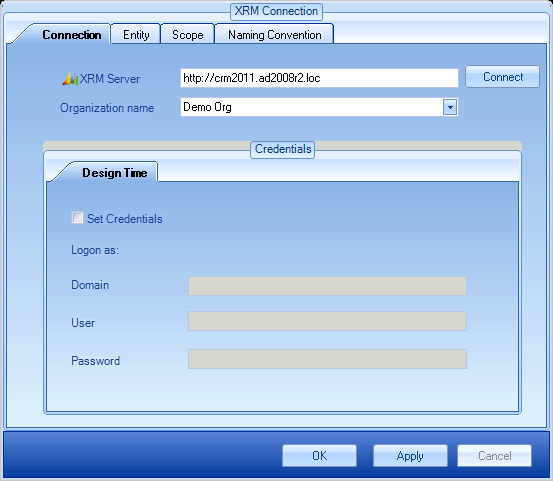 XRM Connection
Connection Entity Scope Naming Convention
XRM Server http://crm2011.ad2008r2.loc Connect
Organization name Demo Org
Credentials
Design Time
Set Credentials
Logon as:
Domain
User
Password
OK Apply Cancel